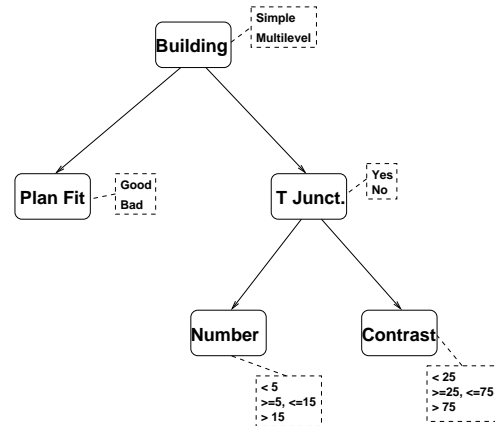 Building
Simple
Multilevel
Plan Fit
Good
Bad
T Junct.
Yes
No
Number
< 5
>=5, <=15
> 15
Contrast
< 25
>=25, <=75
> 75